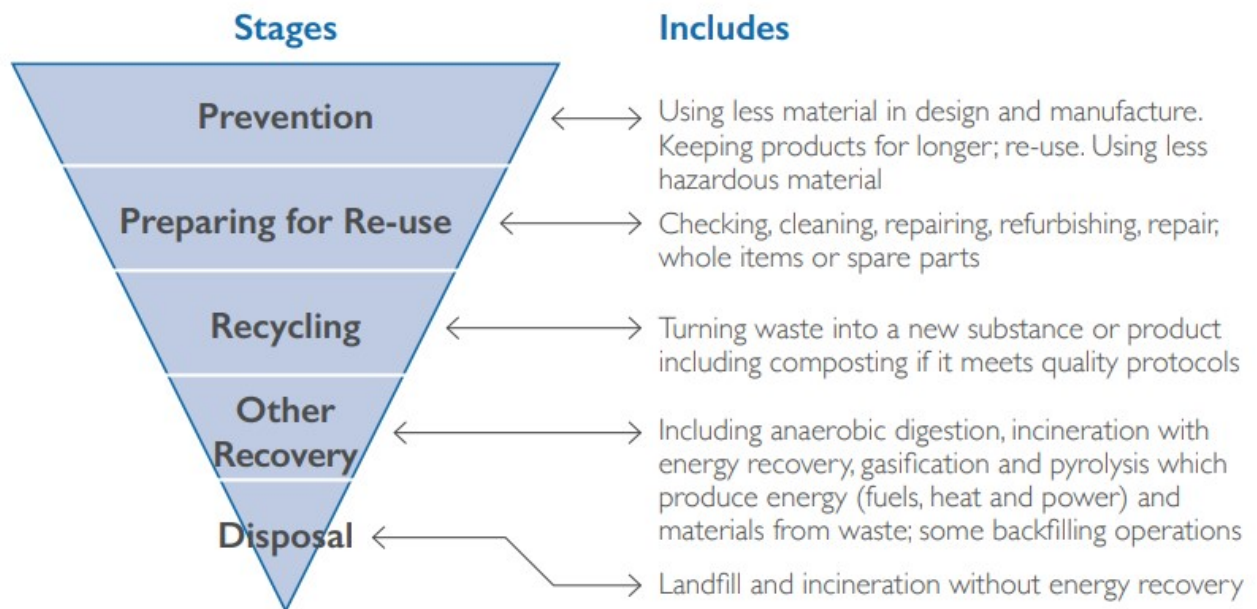 Stages
Includes
Prevention
Using less material in design and manufacture.
Keeping products for longer; re-use. Using less
hazardous material
Preparing for Re-use
Checking, cleaning, repairing, refurbishing, repair,
whole items or spare parts
Recycling
Turning waste into a new substance or product
including composting if it meets quality protocols
Other
Recovery
Including anaerobic digestion, incineration with
energy recovery, gasification and pyrolysis which
produce energy (fuels, heat and power) and
materials from waste; some backfilling operations
Disposal
Landfill and incineration without energy recovery